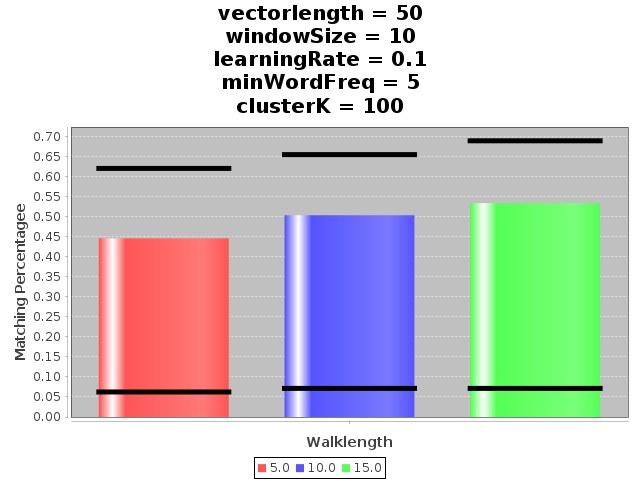 vectorlength = 50
windowSize = 10
learningRate = 0.1
minWordFreq = 5
clusterK = 100
0.70
0.65
0.60
0.55
0.50
0.45
0.40
0.35
0.30
0.25
0.20
0.15
0.10
0.05
0.00
Matching Percentagee
Walklength
5.0 10.0 15.0